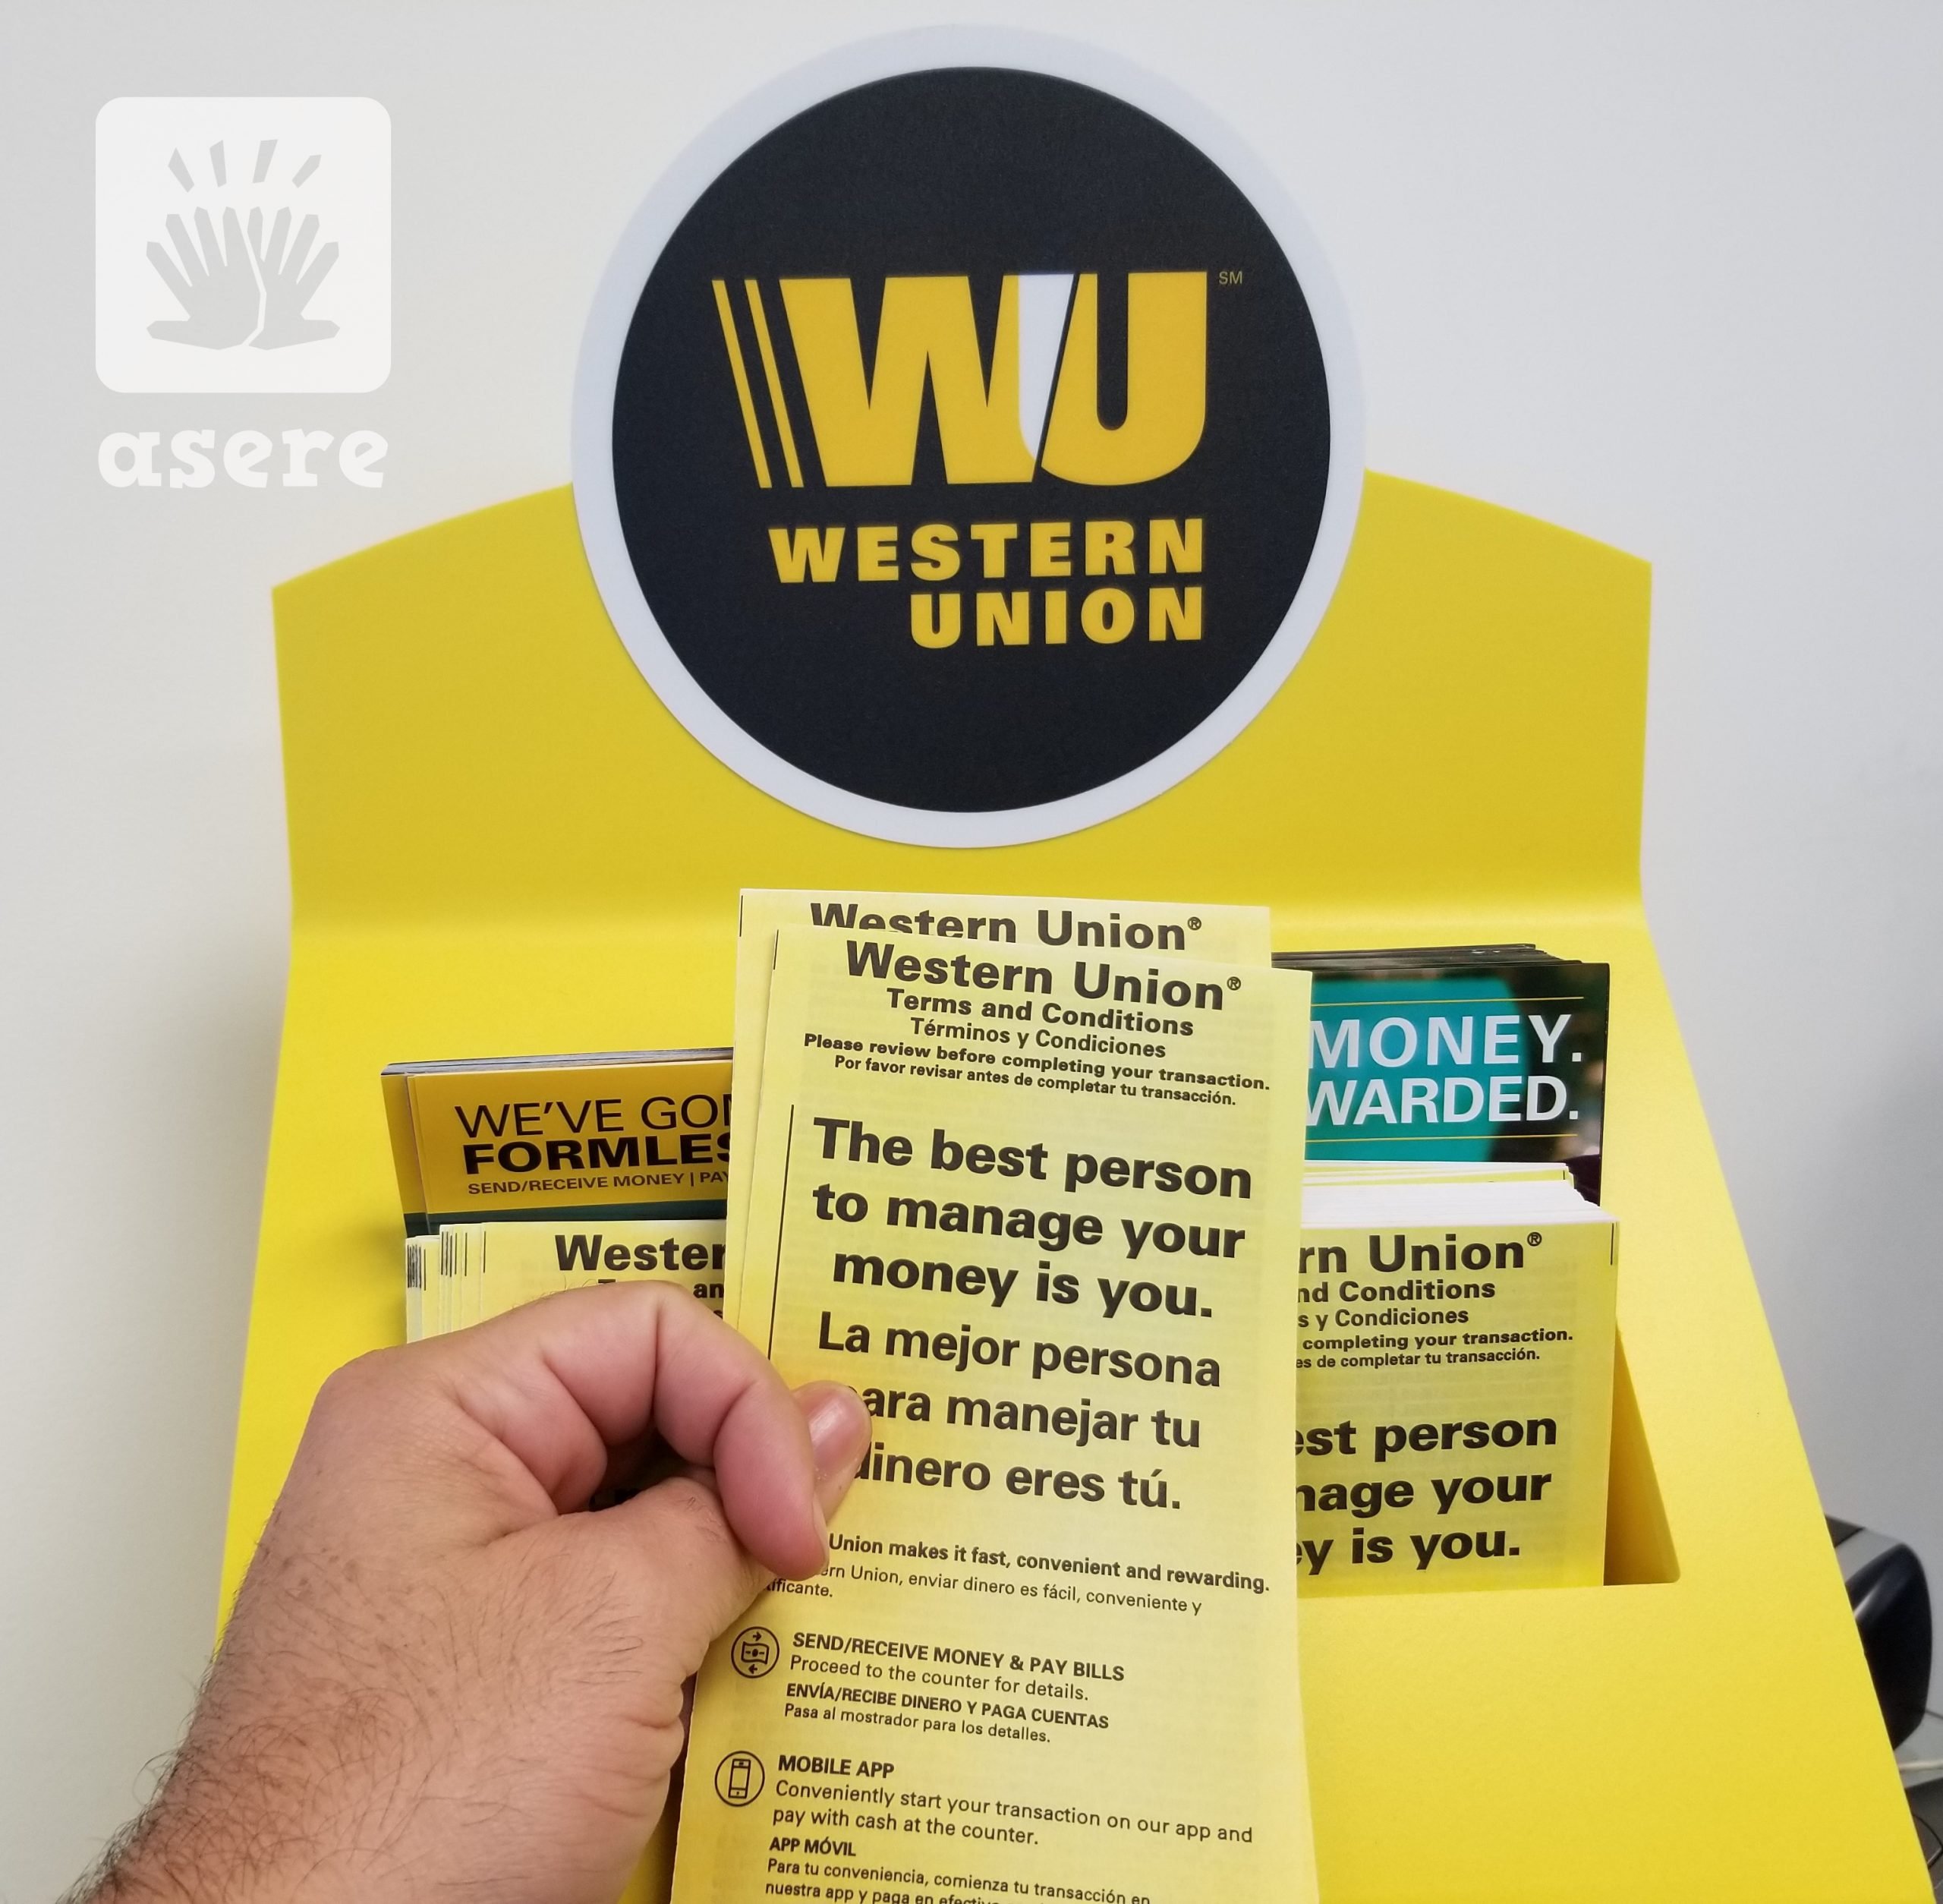 asere
WU SM
WESTERN
UNION
Western Union®
Western Union®
Terms and Conditions
Términos y Condiciones
Please review before completing your transaction.
Por favor revisar antes de completar tu transacción.
The best person
to manage your
money is you.
La mejor persona
ara manejar tu
dinero eres tú.
Union makes it fast, convenient and rewarding.
ern Union, enviar dinero es fácil, conveniente y
ificante.
SEND/RECEIVE MONEY & PAY BILLS
Proceed to the counter for details.
ENVÍA/RECIBE DINERO Y PAGA CUENTAS
Pasa al mostrador para los detalles.
MOBILE APP
Conveniently start your transaction on our app and
pay with cash at the counter.
APP MÓVIL
Para tu conveniencia, comienza tu transacción en
nuestra app y paga en efectivo
WE'VE GO
FORMLES
SEND/RECEIVE MONEY | PAY
Wester
an
MONEY.
WARDED.
rn Union®
nd Conditions
s y Condiciones
completing your transaction.
es de completar tu transacción.
est person
nage your
ey is you.